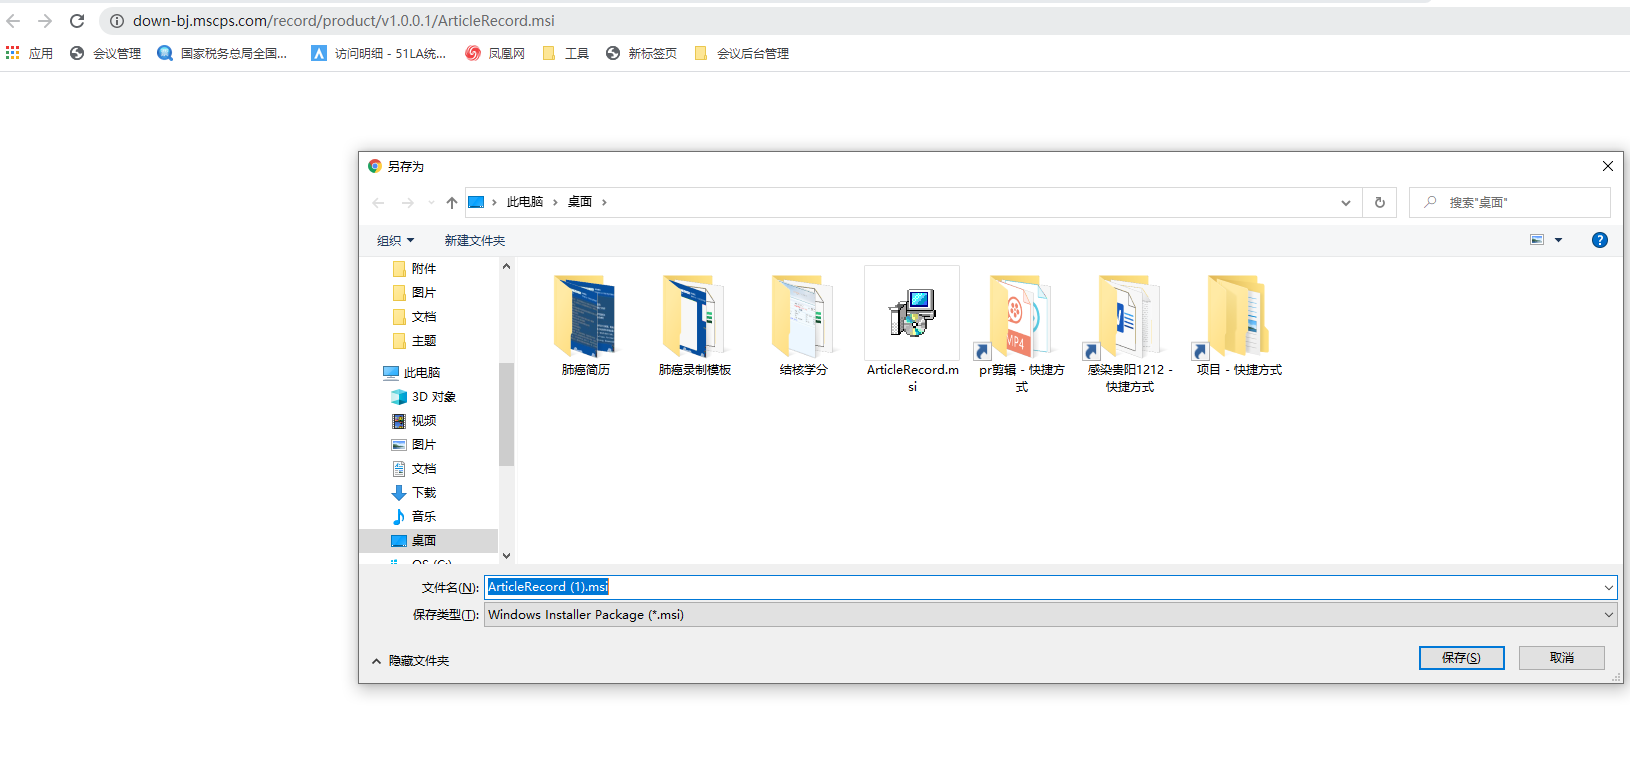 down-bj.mscps.com/record/product/v1.0.0.1/ArticleRecord.msi
应用 会议管理 国家税务总局全国... 访问明细 - 51LA统... 凤凰网 工具 新标签页 会议后台管理
另存为
此电脑 › 桌面 ›
搜索"桌面"
组织 新建文件夹
附件
图片
文档
主题
此电脑
3D 对象
视频
图片
文档
下载
音乐
桌面
OS (C:)
肺癌简历
肺癌录制模板
结核学分
ArticleRecord.m
si
MP4
pr剪辑 - 快捷方
式
感染贵阳1212 -
快捷方式
项目 - 快捷方式
文件名(N): ArticleRecord (1).msi
保存类型(T): Windows Installer Package (*.msi)
隐藏文件夹
保存(S) 取消